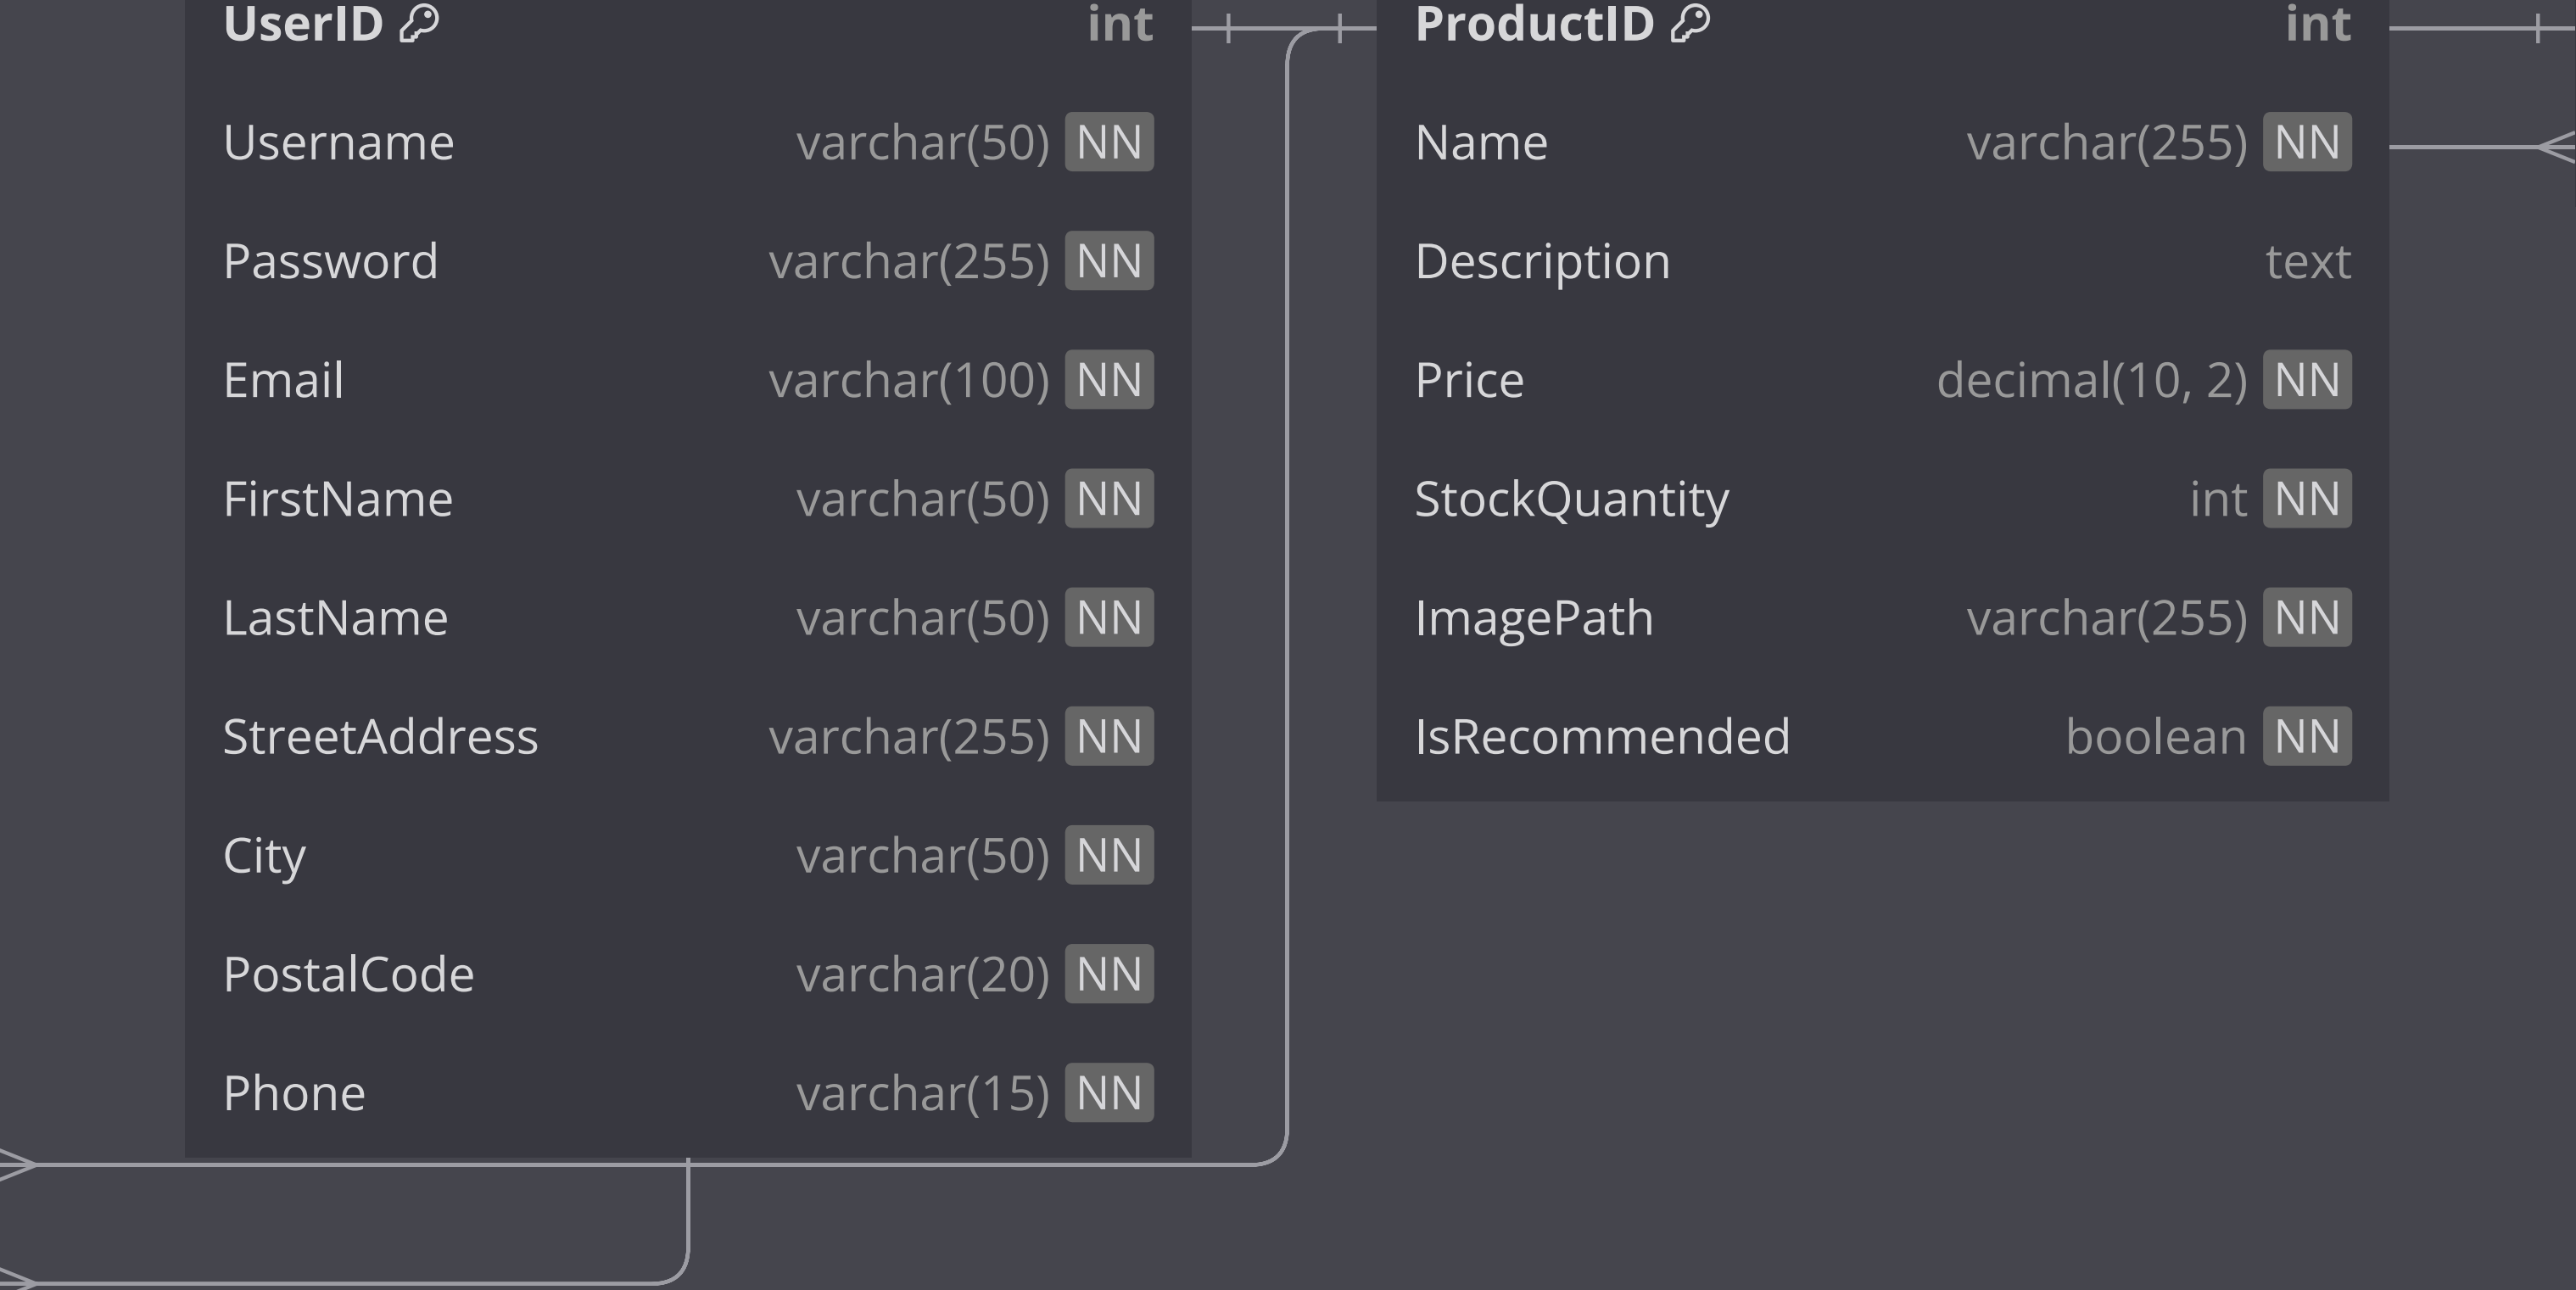 UserID int
Username varchar(50) NN
Password varchar(255) NN
Email varchar(100) NN
FirstName varchar(50) NN
LastName varchar(50) NN
StreetAddress varchar(255) NN
City varchar(50) NN
PostalCode varchar(20) NN
Phone varchar(15) NN
ProductID int
Name varchar(255) NN
Description text
Price decimal(10, 2) NN
StockQuantity int NN
ImagePath varchar(255) NN
IsRecommended boolean NN